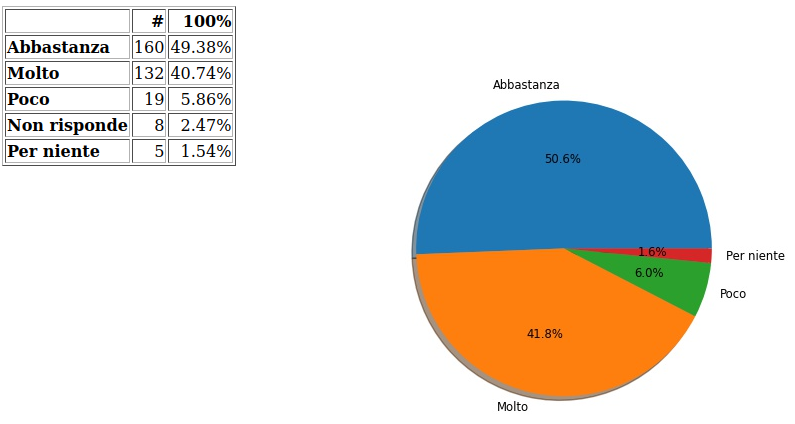 # 100%
Abbastanza 160 49.38%
Molto 132 40.74%
Poco 19 5.86%
Non risponde 8 2.47%
Per niente 5 1.54%
Abbastanza
50.6%
1.6%
Per niente
6.0%
Poco
41.8%
Molto